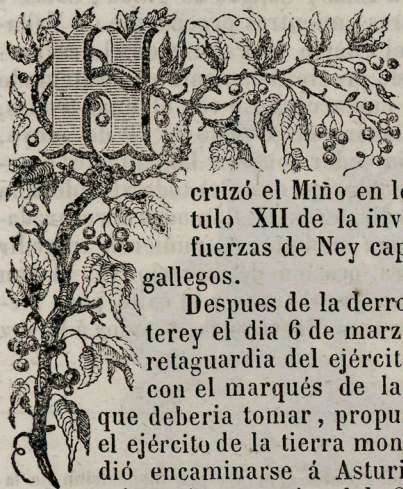 H
cruzó el Miño en l
tulo XII de la inv
fuerzas de Ney cap
gallegos.
Despues de la derro
terey el dia 6 de marz
retaguardia del ejércit
con el marqués de la
que deberia tomar, propu
el ejército de la tierra mon
dió encaminarse á Asturi